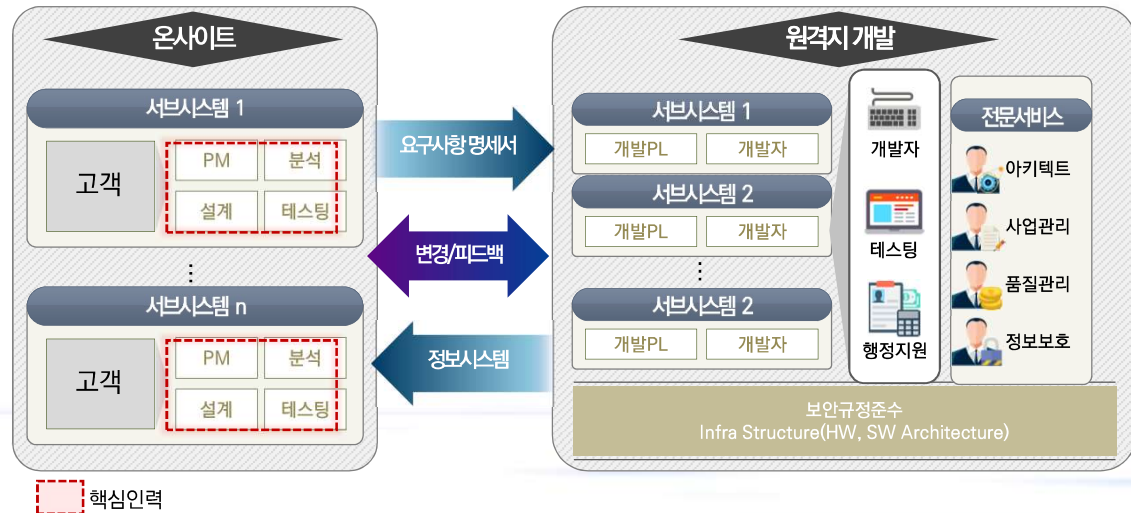 온사이트
서브시스템 1
고객
PM
분석
설계
테스팅
⋮
서브시스템 n
고객
PM
분석
설계
테스팅
핵심인력
요구사항 명세서
변경/피드백
정보시스템
원격지 개발
서브시스템 1
개발PL
개발자
서브시스템 2
개발PL
개발자
⋮
서브시스템 2
개발PL
개발자
개발자
테스팅
행정지원
전문서비스
아키텍트
사업관리
품질관리
정보보호
보안규정준수
Infra Structure(HW, SW Architecture)